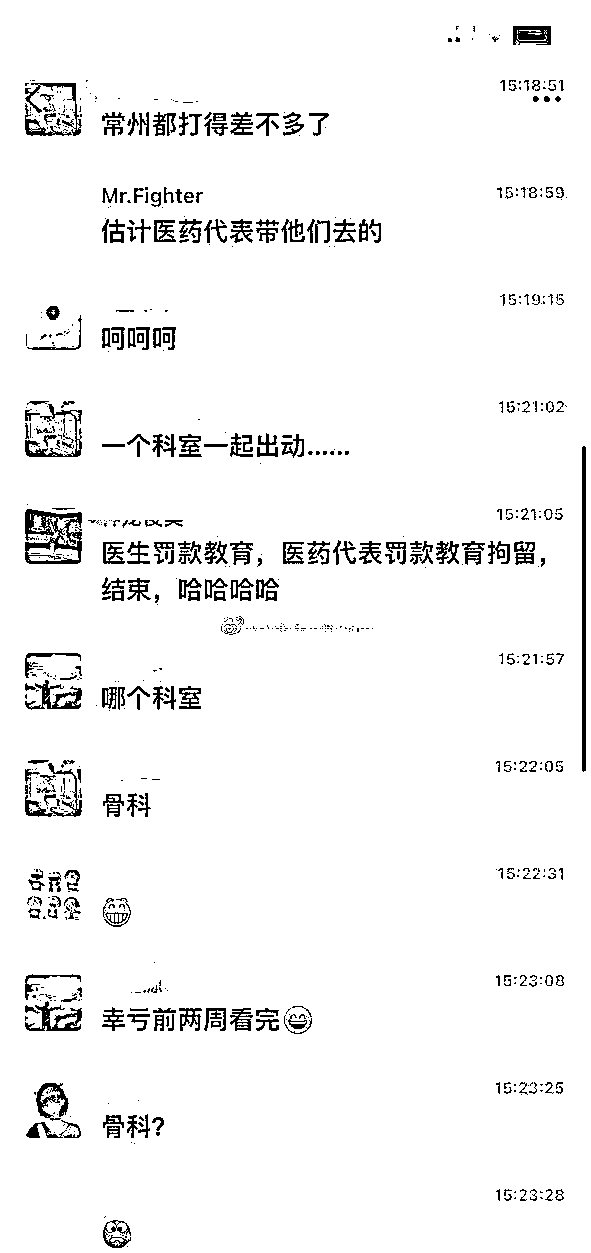 15:18:51
常州都打得差不多了
Mr.Fighter
15:18:59
估计医药代表带他们去的
15:19:15
呵呵呵
15:21:02
一个科室一起出动......
15:21:05
医生罚款教育，医药代表罚款教育拘留，
结束，哈哈哈哈
15:21:57
哪个科室
15:22:05
骨科
15:22:31
15:23:08
幸亏前两周看完
15:23:25
骨科?
15:23:28